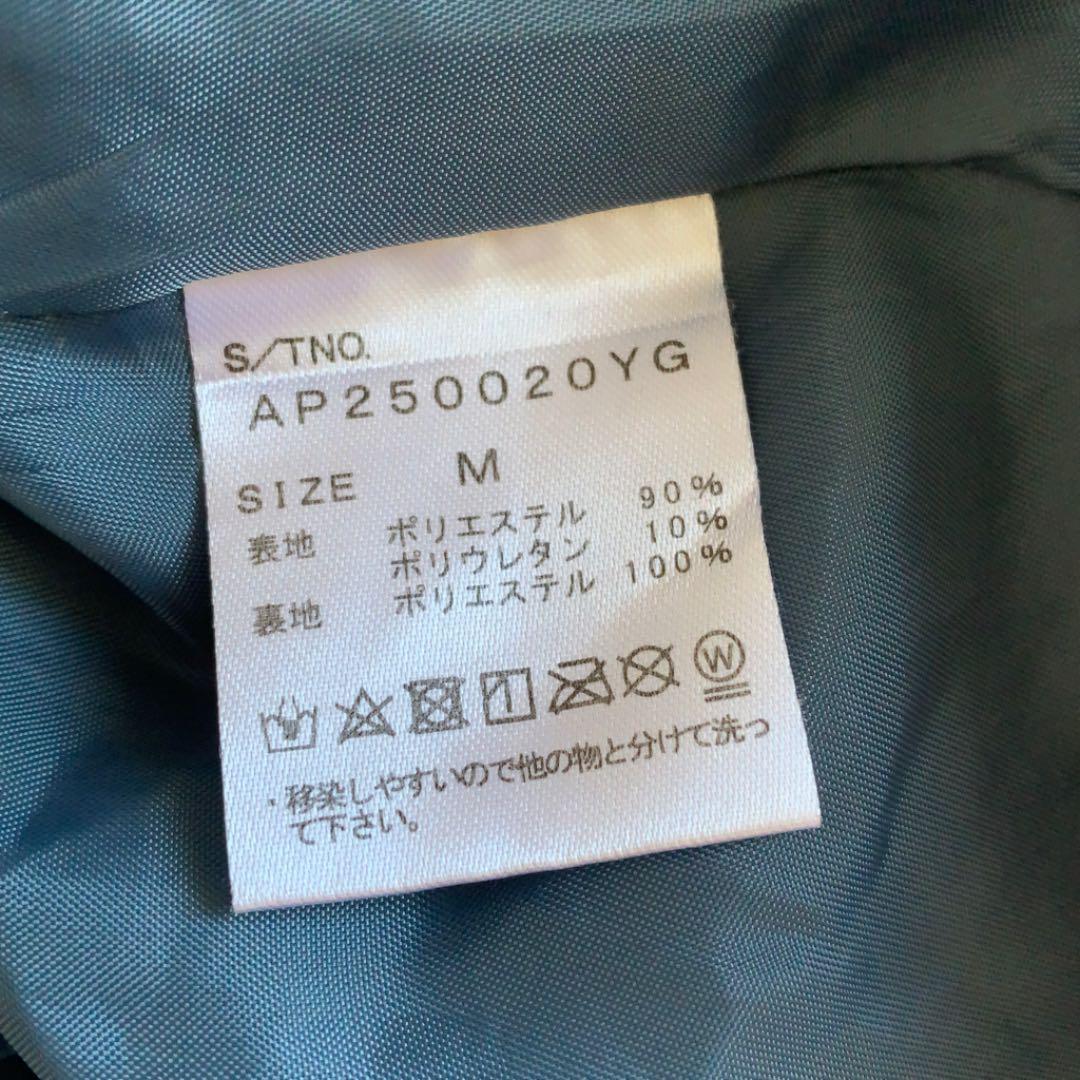 S/TNO.
AP250020YG
SIZE M
表地 ポリエステル 90%
ポリウレタン 10%
裏地 ポリエステル 100%
W
・移染しやすいので他の物と分けて洗っ
て下さい。